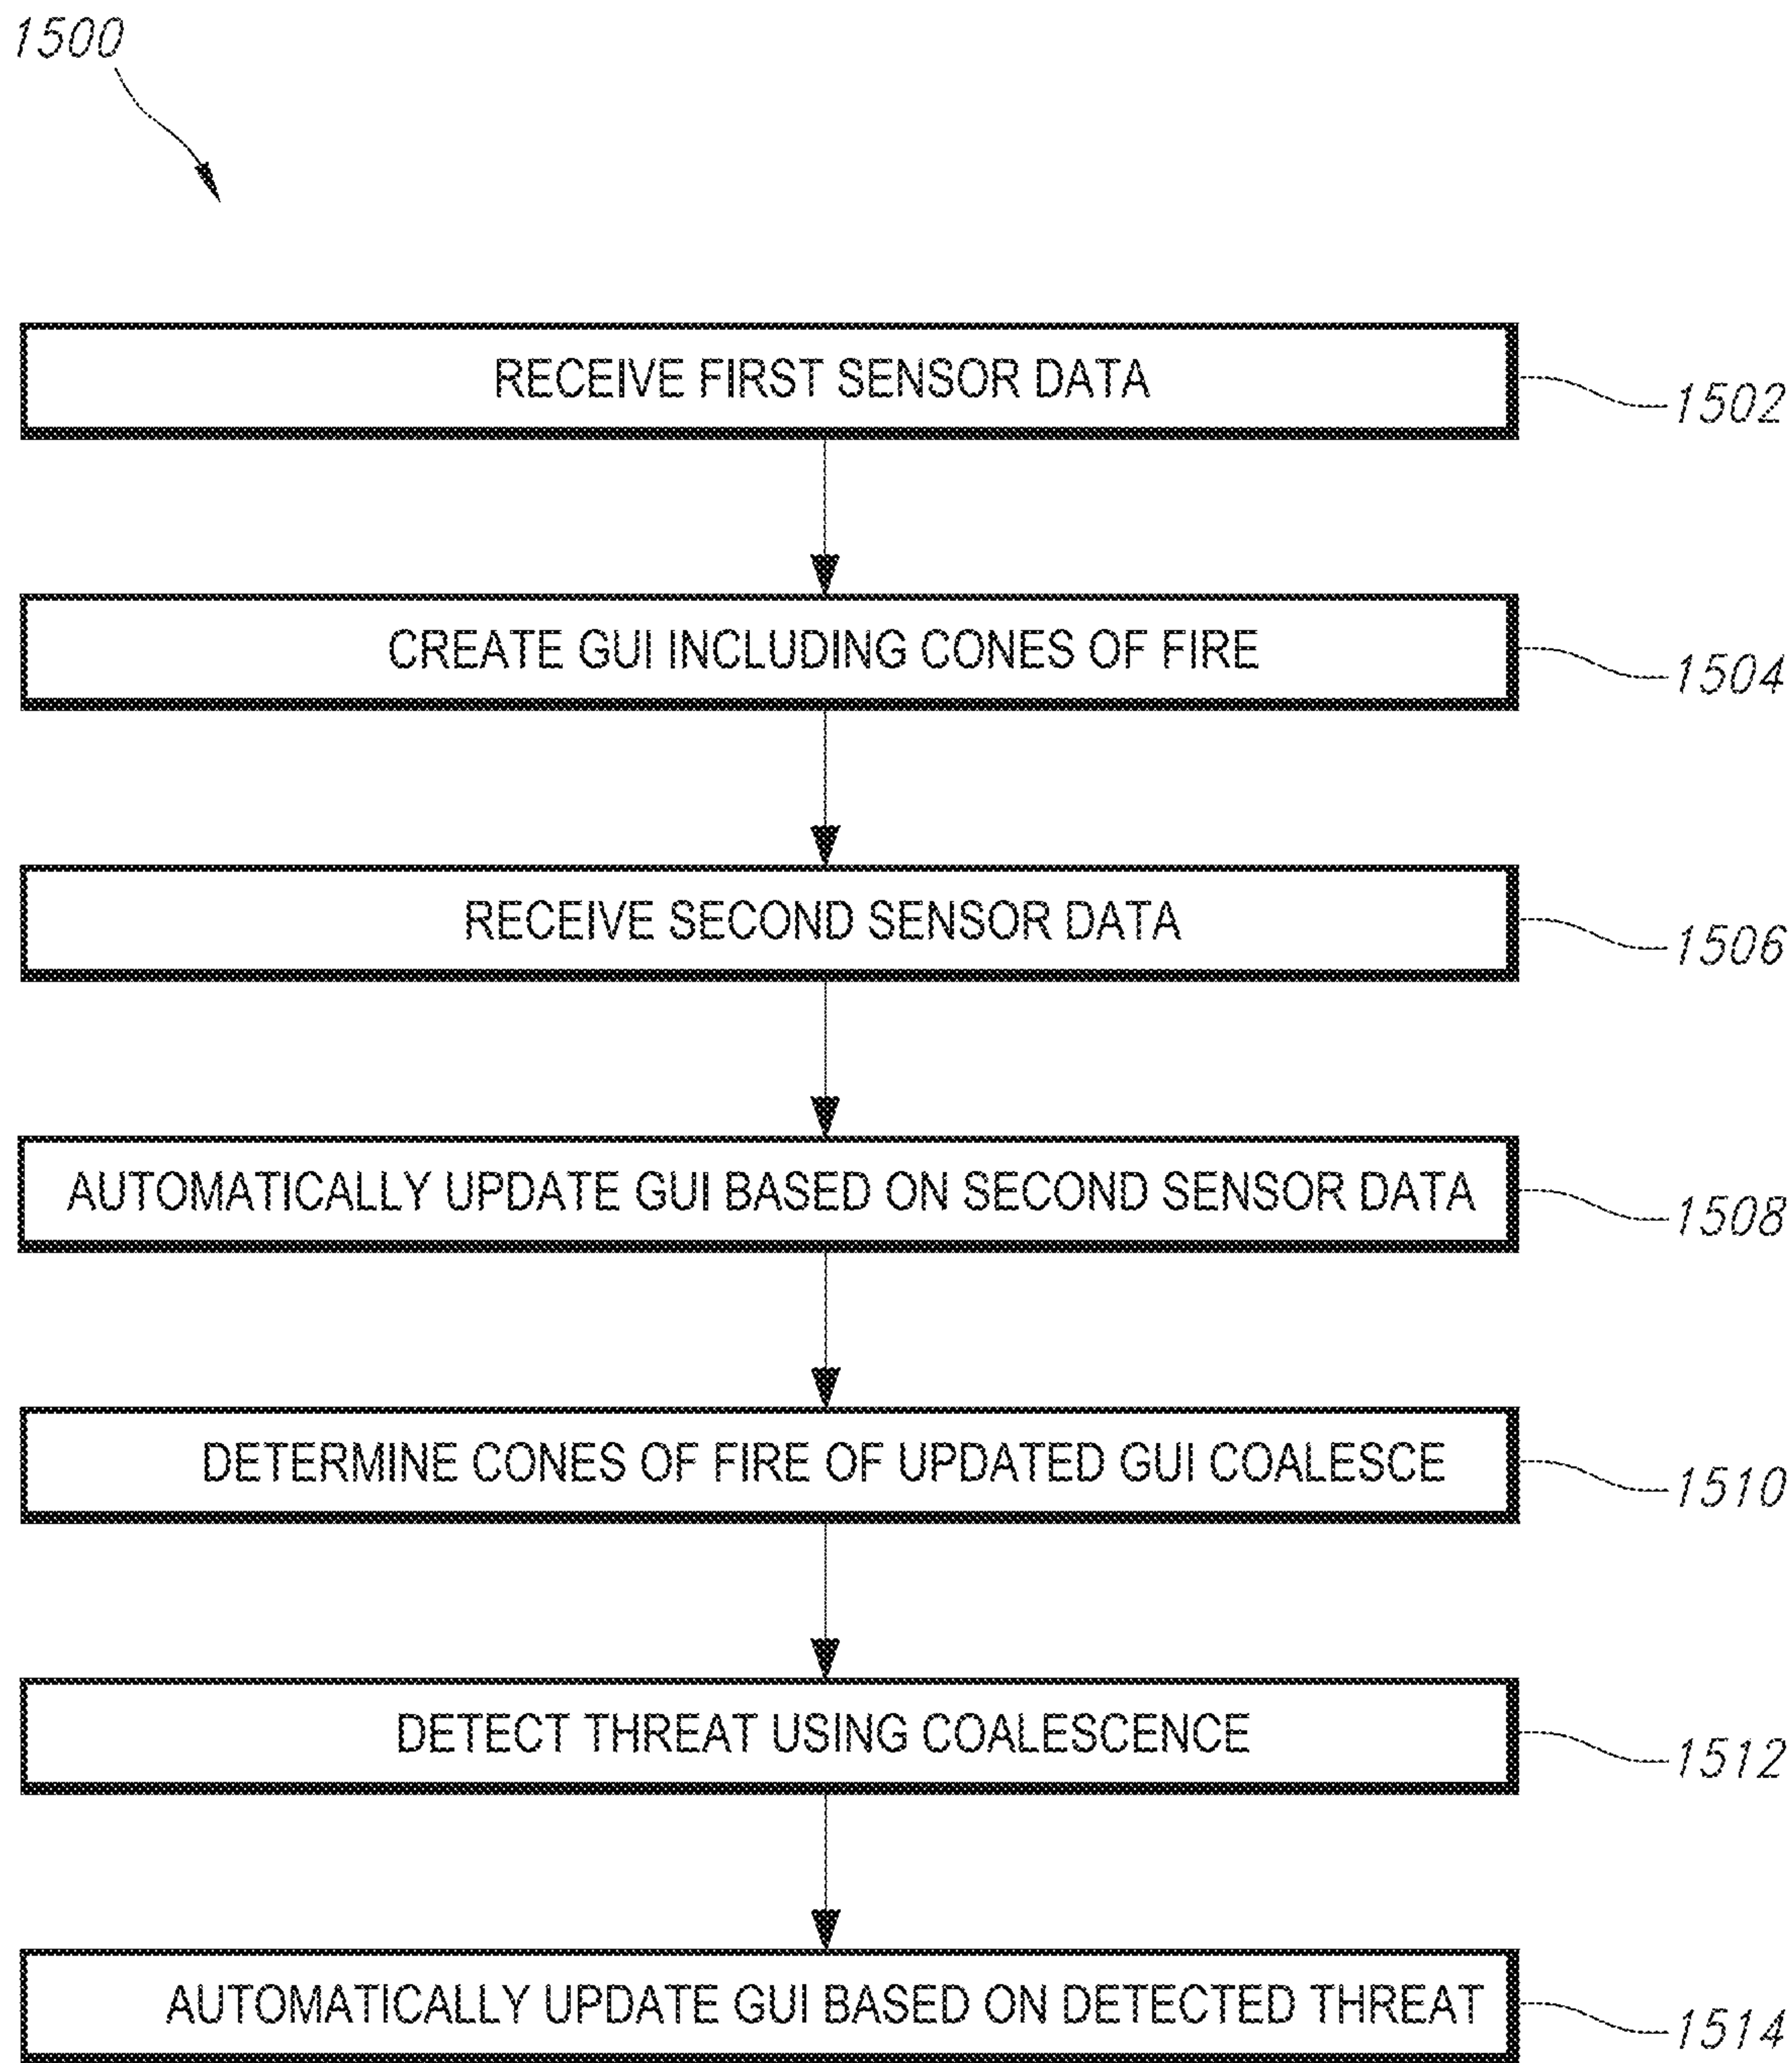 1500
RECEIVE FIRST SENSOR DATA
1502
CREATE GUI INCLUDING CONES OF FIRE
1504
RECEIVE SECOND SENSOR DATA
1506
AUTOMATICALLY UPDATE GUI BASED ON SECOND SENSOR DATA
1508
DETERMINE CONES OF FIRE OF UPDATED GUI COALESCE
1510
DETECT THREAT USING COALESCENCE
1512
AUTOMATICALLY UPDATE GUI BASED ON DETECTED THREAT
1514